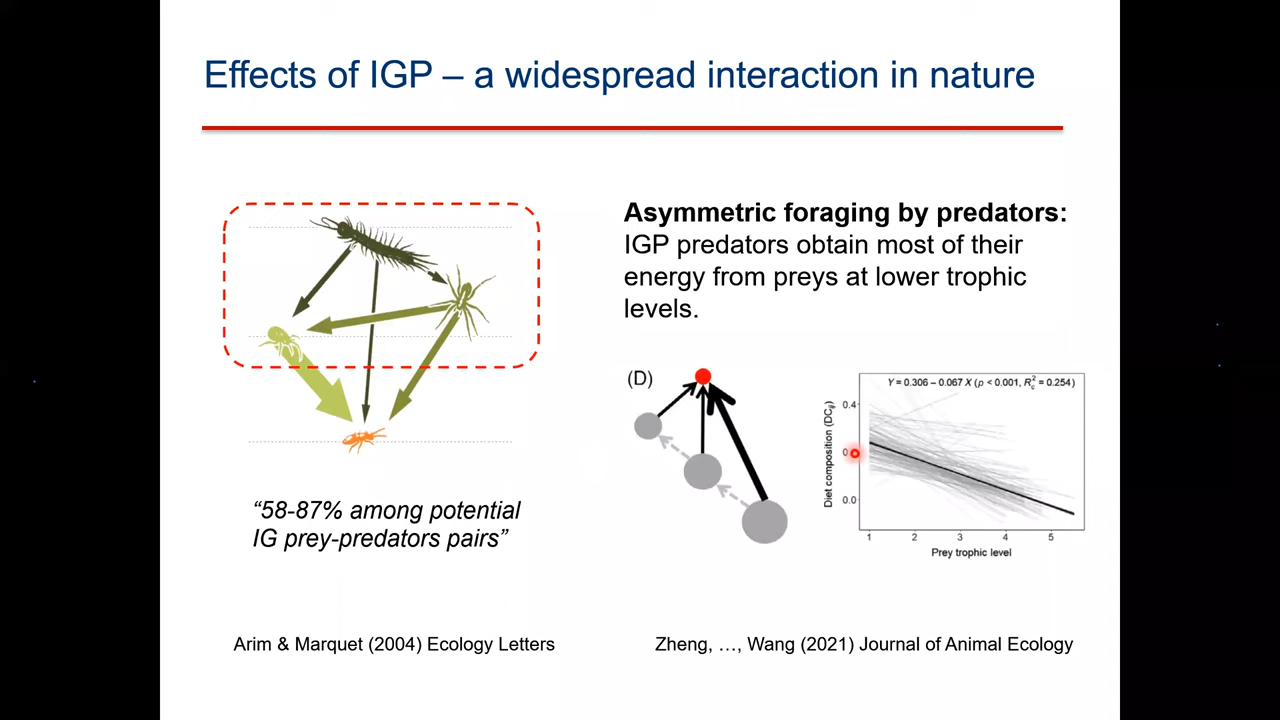 Effects of IGP – a widespread interaction in nature
Asymmetric foraging by predators:
IGP predators obtain most of their
energy from preys at lower trophic
levels.
“58-87% among potential
IG prey-predators pairs”
(D)
Y = 0.306 – 0.067 X (p < 0.001, R²c = 0.254)
Diet composition (DCij)
0.4
0.0
1 2 3 4 5
Prey trophic level
Arim & Marquet (2004) Ecology Letters
Zheng, …, Wang (2021) Journal of Animal Ecology